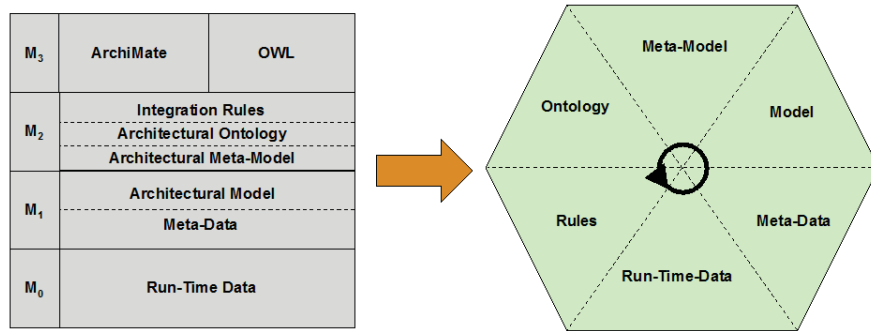 M3
ArchiMate
OWL
M2
Integration Rules
Architectural Ontology
Architectural Meta-Model
M1
Architectural Model
Meta-Data
M0
Run-Time Data
Meta-Model
Ontology
Model
Rules
Meta-Data
Run-Time-Data